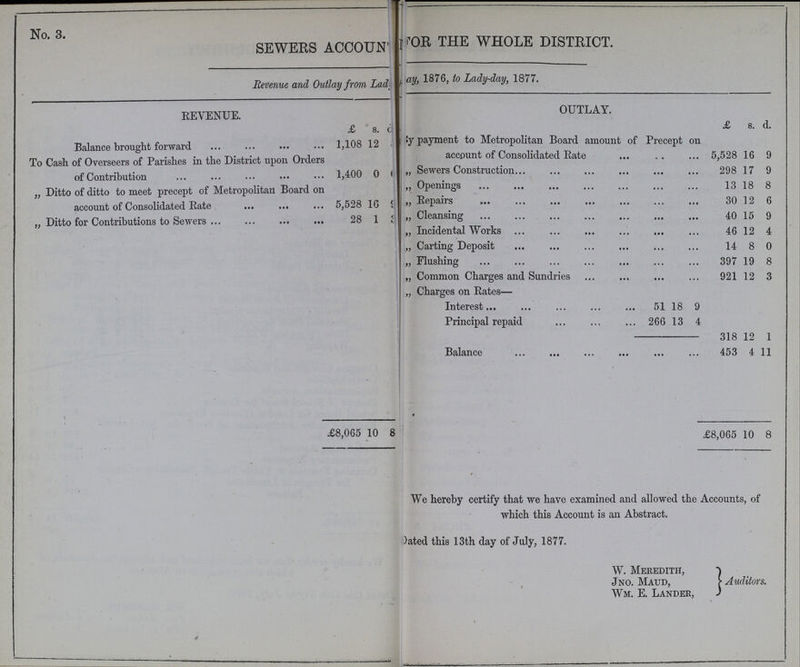 No. 3.
SEWERS ACCOUN FOR THE WHOLE DISTRICT.
Revenue and Outlay from Lad ay, 1876, to Lady-day, 1877.
REVENUE.
£ s.
Balance brought forward ... ... ... ... 1,108 12
To Cash of Overseers of Parishes in the District upon Orders
of Contribution ... ... ... ... ... 1,400 0
„ Ditto of ditto to meet precept of Metropolitan Board on
account of Consolidated Rate ... ... ... 5,528 16
„ Ditto for Contributions to Sewers ... ... ... ... 28 1
£8,065 10 8
OUTLAY.
£ s. d.
y payment to Metropolitan Board amount of Precept on
account of Consolidated Rate ... .. ... 5,528 16 9
„ Sewers Construction... ... ... ... ... ... 298 17 9
„ Openings ... ... ... ... ... ... ... 13 18 8
„ Repairs ... ... ... ... ... ... ... 30 12 6
„ Cleansing ... ... ... ... ... ... ... 40 15 9
„ Incidental Works ... ... ... ... ... ... 46 12 4
„ Carting Deposit ... ... ... ... ... ... 14 8 0
„ Flushing ... ... ... ... ... ... ... 397 19 8
„ Common Charges and Sundries ... ... ... ... 921 12 3
„ Charges on Rates—
Interest ... ... ... ... ... 51 18 9
Principal repaid ... ... ... 266 13 4
318 12 1
Balance ... ... ... ... ... ... 453 4 11
£8,065 10 8
We hereby certify that we have examined and allowed the Accounts, of
which this Account is an Abstract.
Dated this 13th day of July, 1877.
W. MEREDITH,
JNO. MAUD,
WM. E. LANDER,
} Auditors.